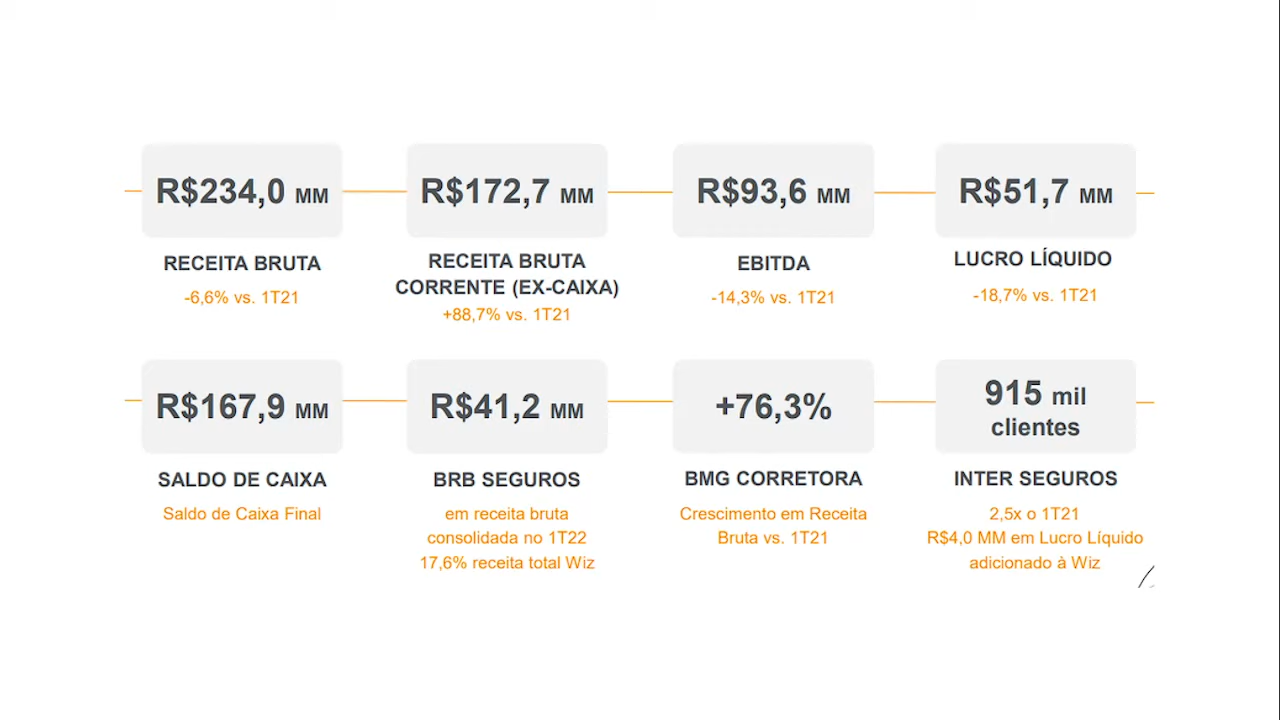 R$234,0 MM
RECEITA BRUTA
-6,6% vs. 1T21
R$172,7 MM
RECEITA BRUTA
CORRENTE (EX-CAIXA)
+88,7% vs. 1T21
R$93,6 MM
EBITDA
-14,3% vs. 1T21
R$51,7 MM
LUCRO LÍQUIDO
-18,7% vs. 1T21
R$167,9 MM
SALDO DE CAIXA
Saldo de Caixa Final
R$41,2 MM
BRB SEGUROS
em receita bruta
consolidada no 1T22
17,6% receita total Wiz
+76,3%
BMG CORRETORA
Crescimento em Receita
Bruta vs. 1T21
915 mil
clientes
INTER SEGUROS
2,5x o 1T21
R$4,0 MM em Lucro Líquido
adicionado à Wiz